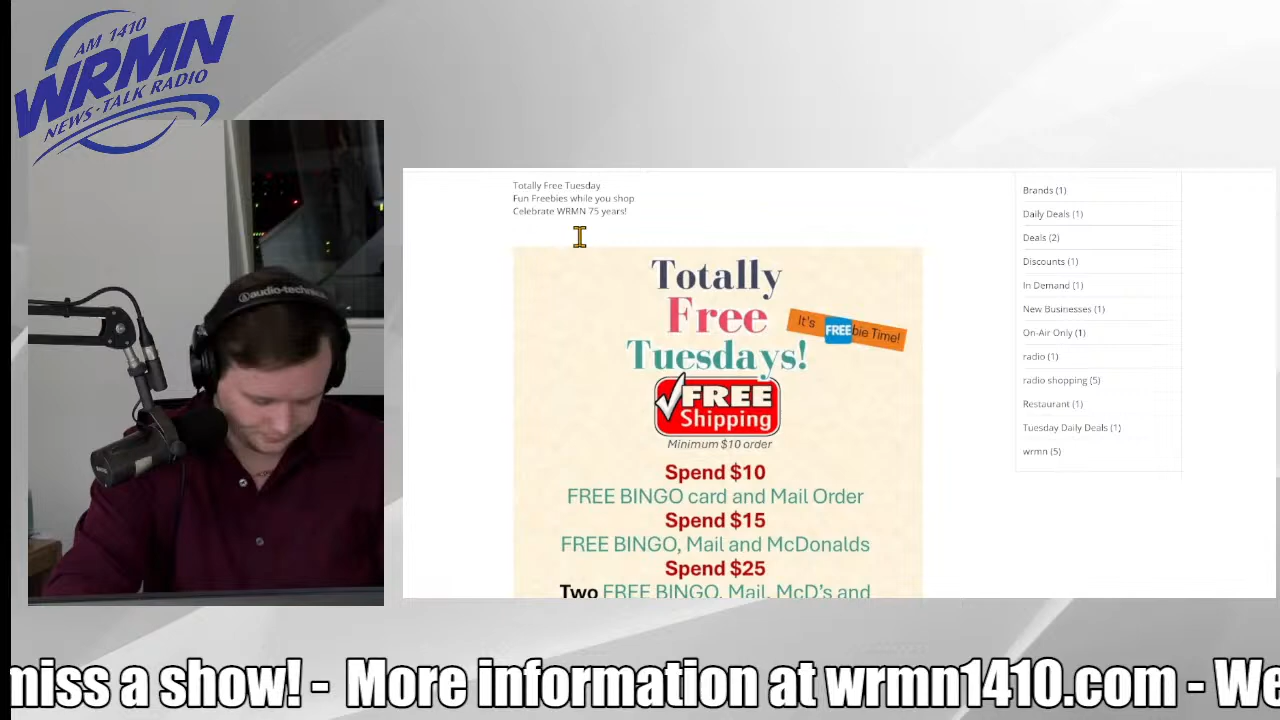 AM 1410
WRMN
NEWS·TALK RADIO
audio-technica
Totally Free Tuesday
Fun Freebies while you shop
Celebrate WRMN 75 years!
Totally
Free
Tuesdays!
It's FREEbie Time!
FREE
Shipping
Minimum $10 order
Spend $10
FREE BINGO card and Mail Order
Spend $15
FREE BINGO, Mail and McDonalds
Spend $25
Two FREE BINGO, Mail, McD's and
Brands (1)
Daily Deals (1)
Deals (2)
Discounts (1)
In Demand (1)
New Businesses (1)
On-Air Only (1)
radio (1)
radio shopping (5)
Restaurant (1)
Tuesday Daily Deals (1)
wrmn (5)
miss a show! - More information at wrmn1410.com - We